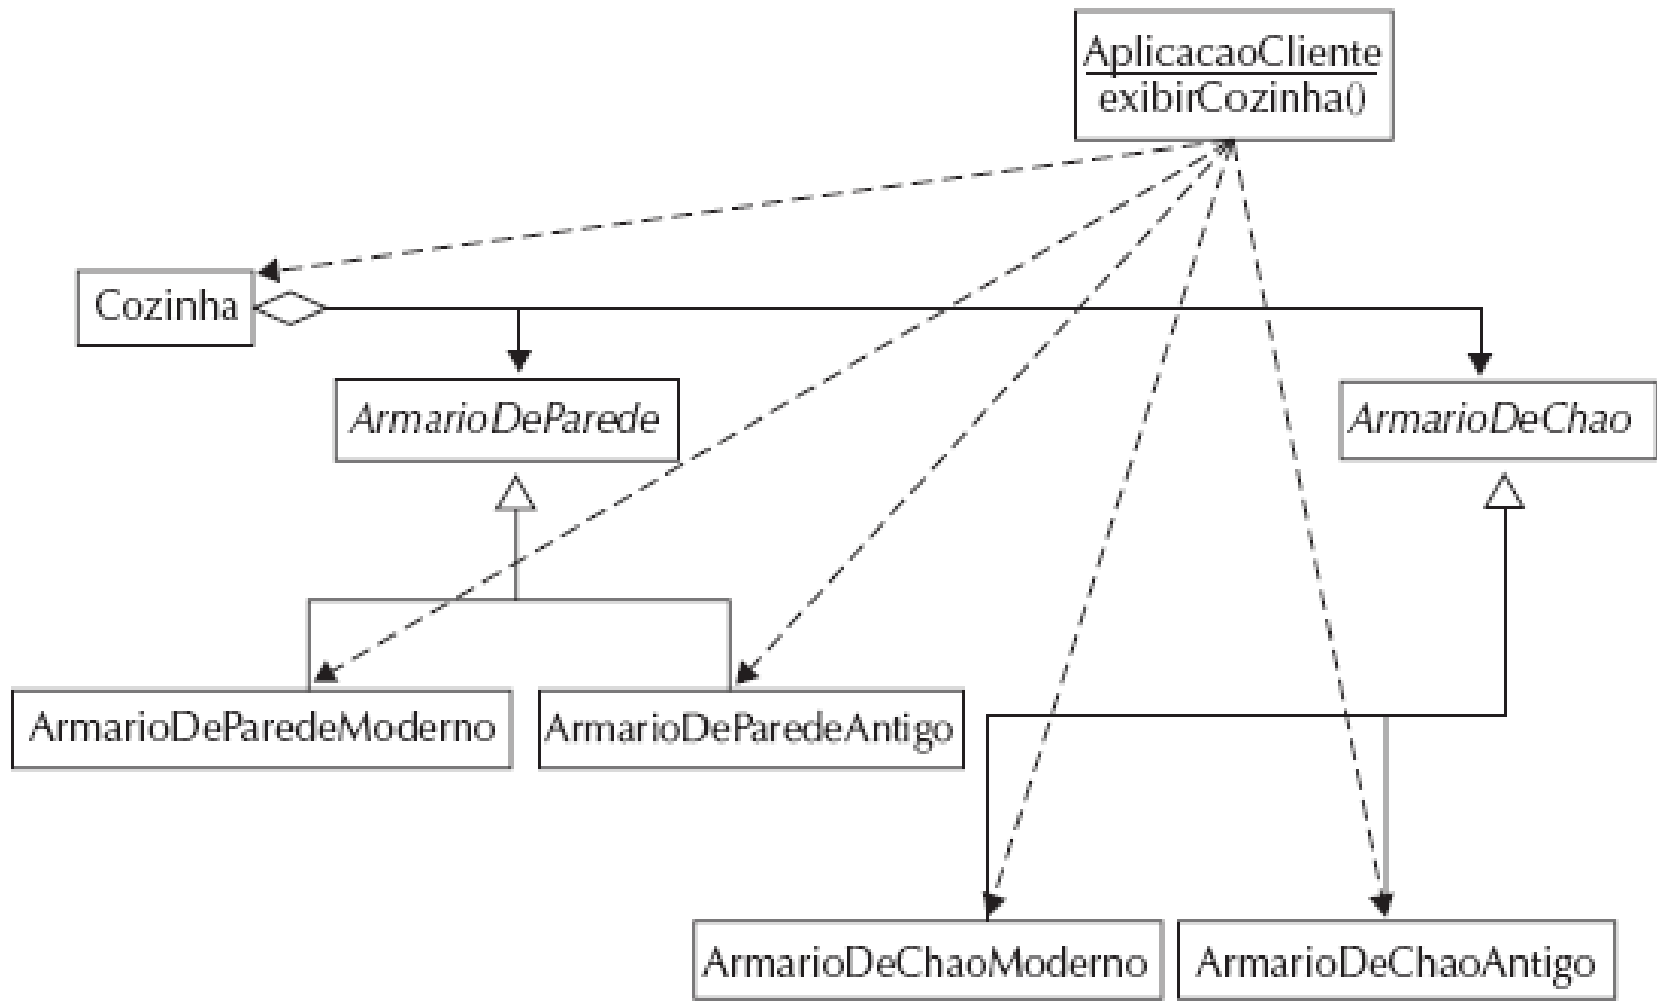 AplicacaoCliente
exibirCozinha()
Cozinha
ArmarioDeParede
ArmarioDeChao
ArmarioDeParedeModerno
ArmarioDeParedeAntigo
ArmarioDeChaoModerno
ArmarioDeChaoAntigo